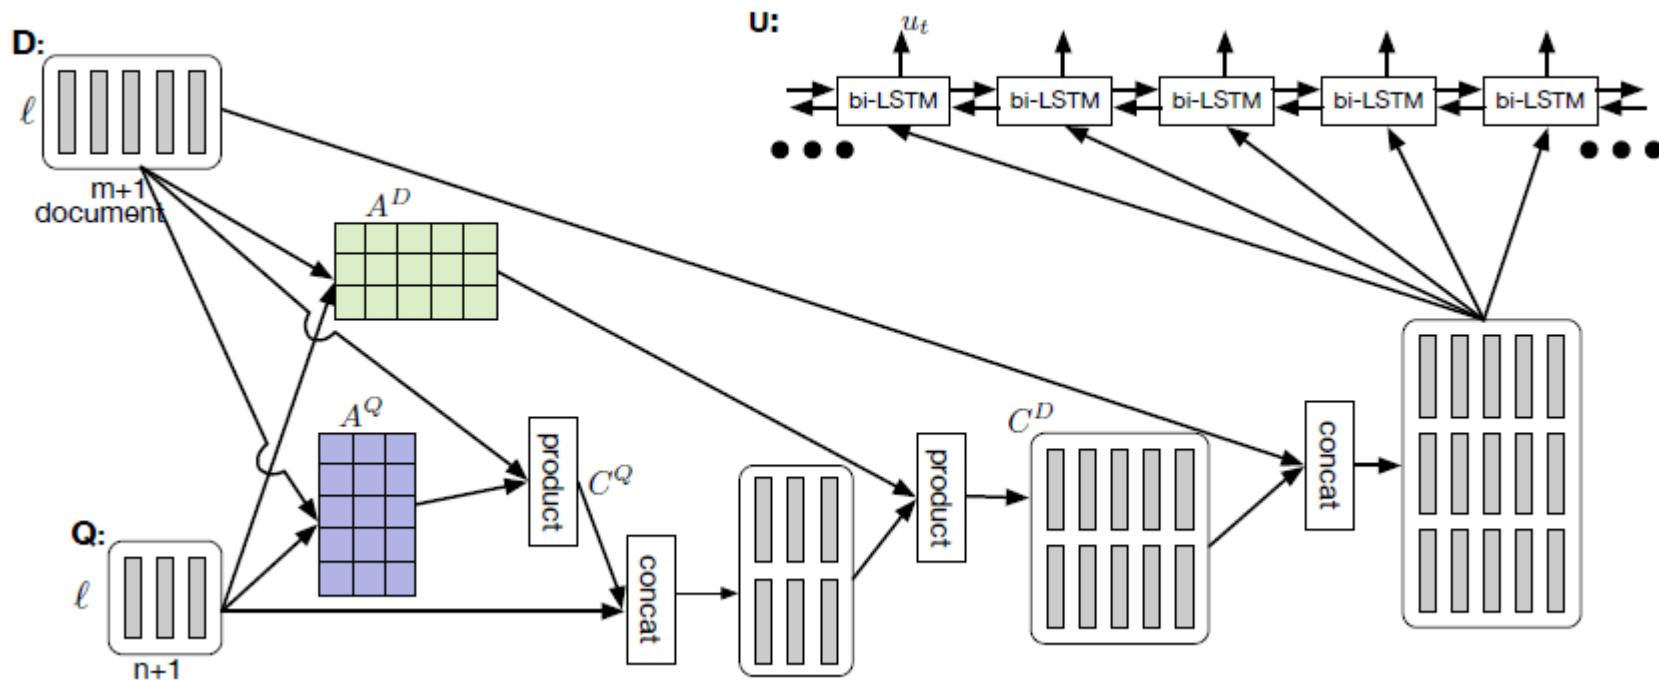 U:
u_t
D:
bi-LSTM bi-LSTM bi-LSTM bi-LSTM bi-LSTM
ℓ
m+1
document
A^D
A^Q
product
C^Q
product
C^D
concat
Q:
ℓ
n+1
concat